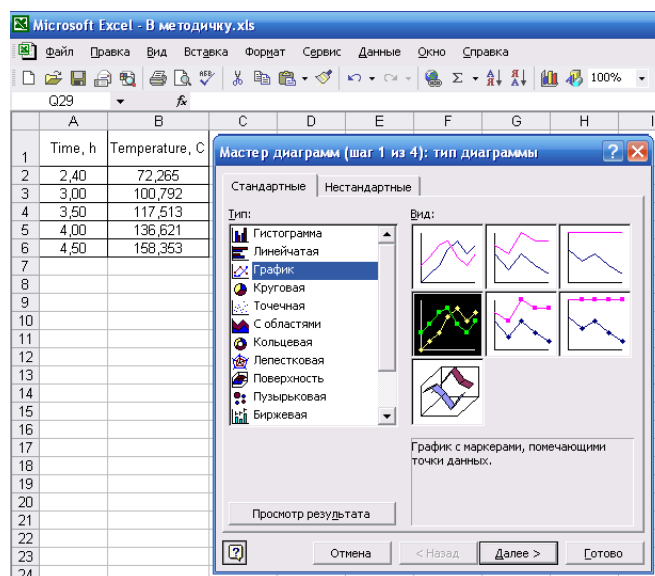 Microsoft Excel - В методичку.xls
Файл Правка Вид Вставка Формат Сервис Данные Окно Справка
100%
Q29 fx
A B C D E F G H I
1 Time, h Temperature, C
2 2,40 72,265
3 3,00 100,792
4 3,50 117,513
5 4,00 136,621
6 4,50 158,353
7
8
9
10
11
12
13
14
15
16
17
18
19
20
21
22
23
24
Мастер диаграмм (шаг 1 из 4): тип диаграммы
Стандартные Нестандартные
Тип: Вид:
Гистограмма
Линейчатая
График
Круговая
Точечная
С областями
Кольцевая
Лепестковая
Поверхность
Пузырьковая
Биржевая
График с маркерами, помечающими
точки данных.
Просмотр результата
Отмена < Назад Далее > Готово